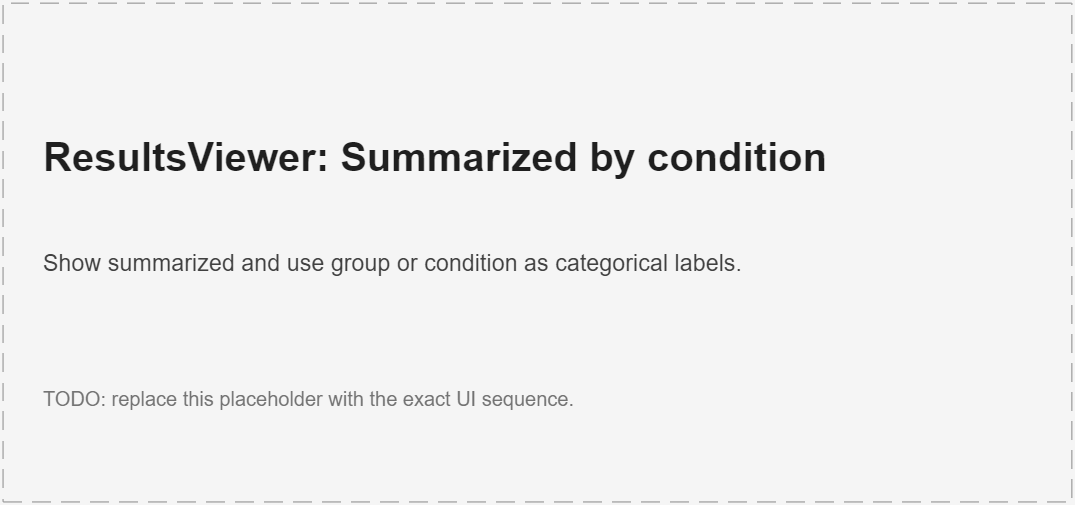 ResultsViewer: Summarized by condition
Show summarized and use group or condition as categorical labels.
TODO: replace this placeholder with the exact UI sequence.